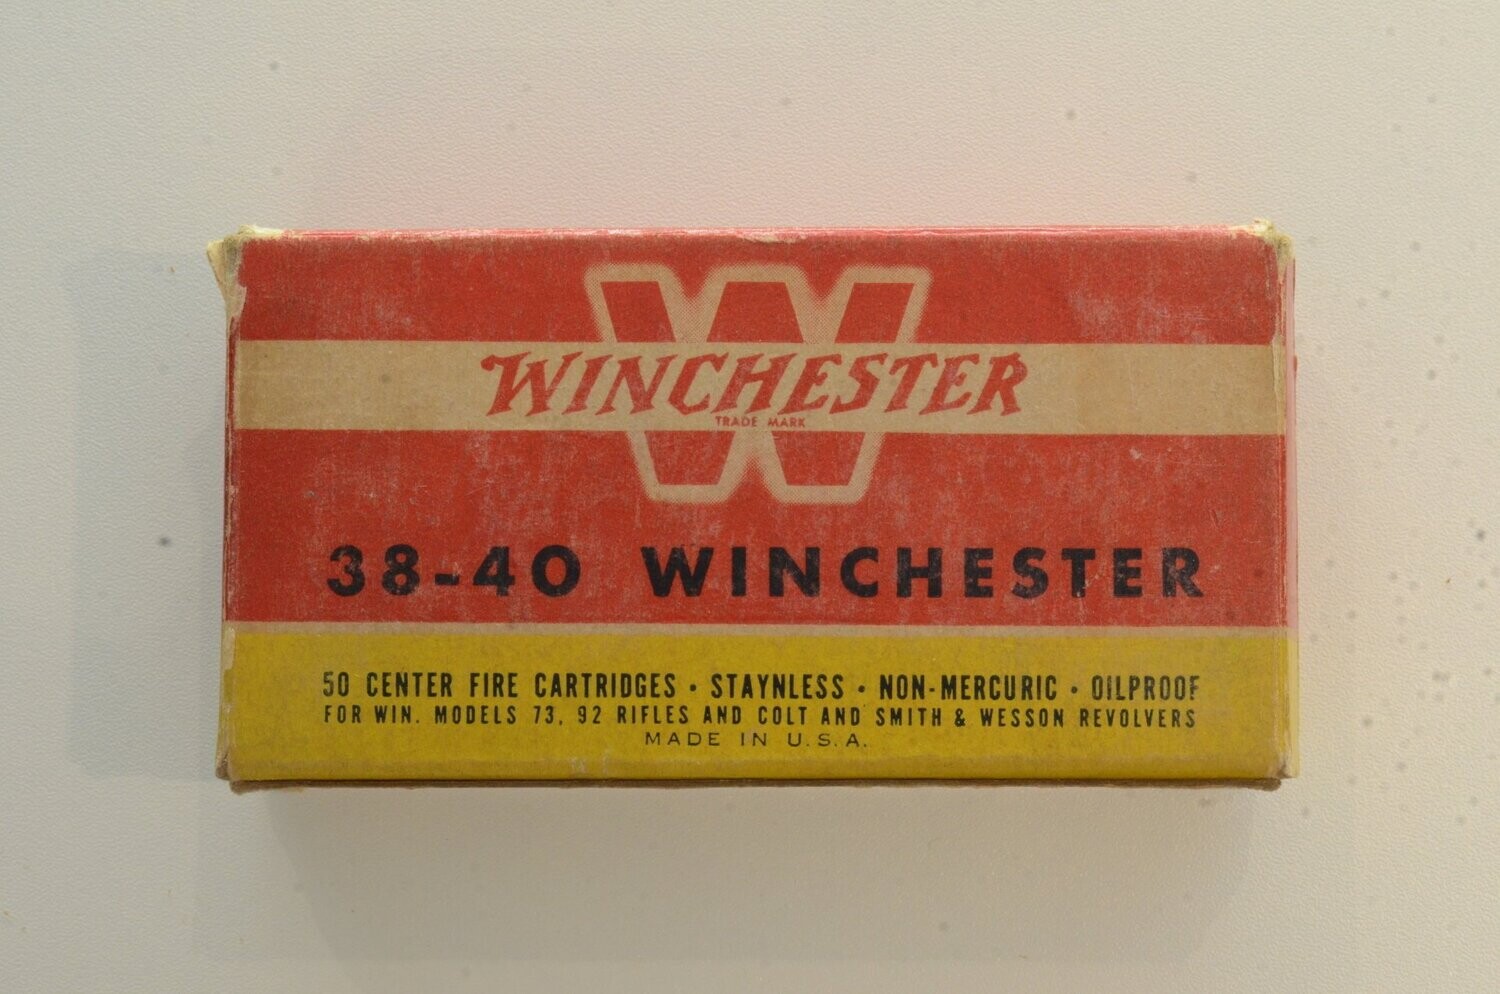 WINCHESTER
TRADE MARK
38-40 WINCHESTER
50 CENTER FIRE CARTRIDGES • STAYNLESS • NON-MERCURIC • OILPROOF
FOR WIN. MODELS 73, 92 RIFLES AND COLT AND SMITH & WESSON REVOLVERS
MADE IN U.S.A.